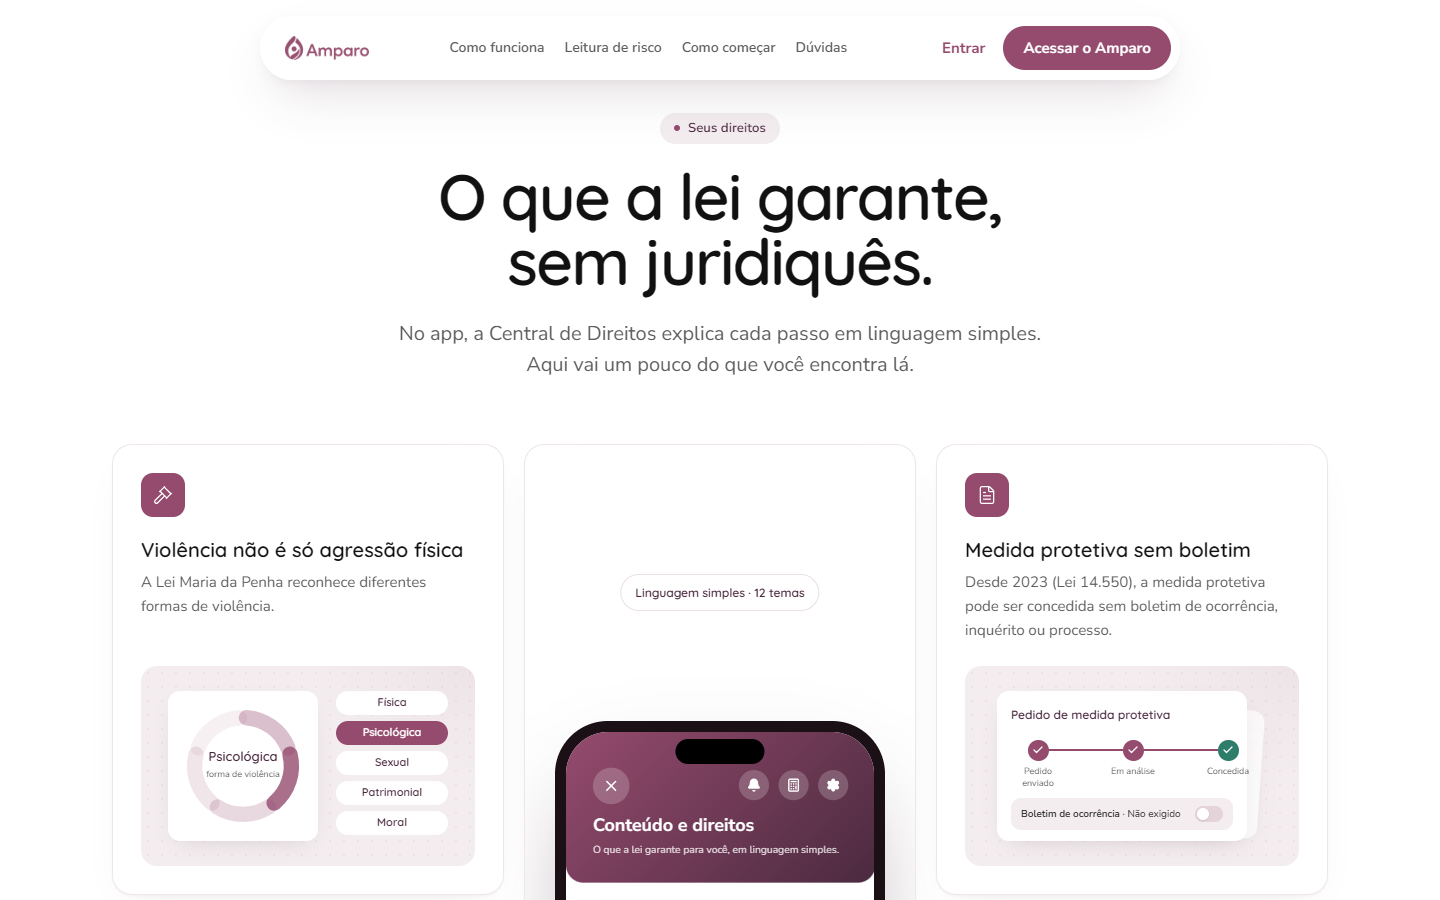 Amparo
Como funciona
Leitura de risco
Como começar
Dúvidas
Entrar
Acessar o Amparo
Seus direitos
O que a lei garante,
sem juridiquês.
No app, a Central de Direitos explica cada passo em linguagem simples.
Aqui vai um pouco do que você encontra lá.
Violência não é só agressão física
A Lei Maria da Penha reconhece diferentes
formas de violência.
Psicológica
forma de violência
Física
Psicológica
Sexual
Patrimonial
Moral
Linguagem simples · 12 temas
Conteúdo e direitos
O que a lei garante para você, em linguagem simples.
Medida protetiva sem boletim
Desde 2023 (Lei 14.550), a medida protetiva
pode ser concedida sem boletim de ocorrência,
inquérito ou processo.
Pedido de medida protetiva
Pedido
enviado
Em análise
Concedida
Boletim de ocorrência · Não exigido